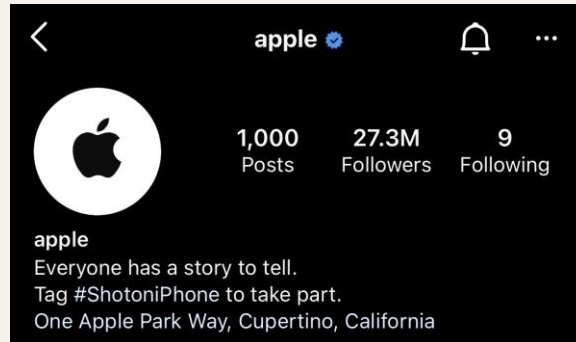 apple
1,000 27.3M 9
Posts Followers Following
apple
Everyone has a story to tell.
Tag #ShotoniPhone to take part.
One Apple Park Way, Cupertino, California